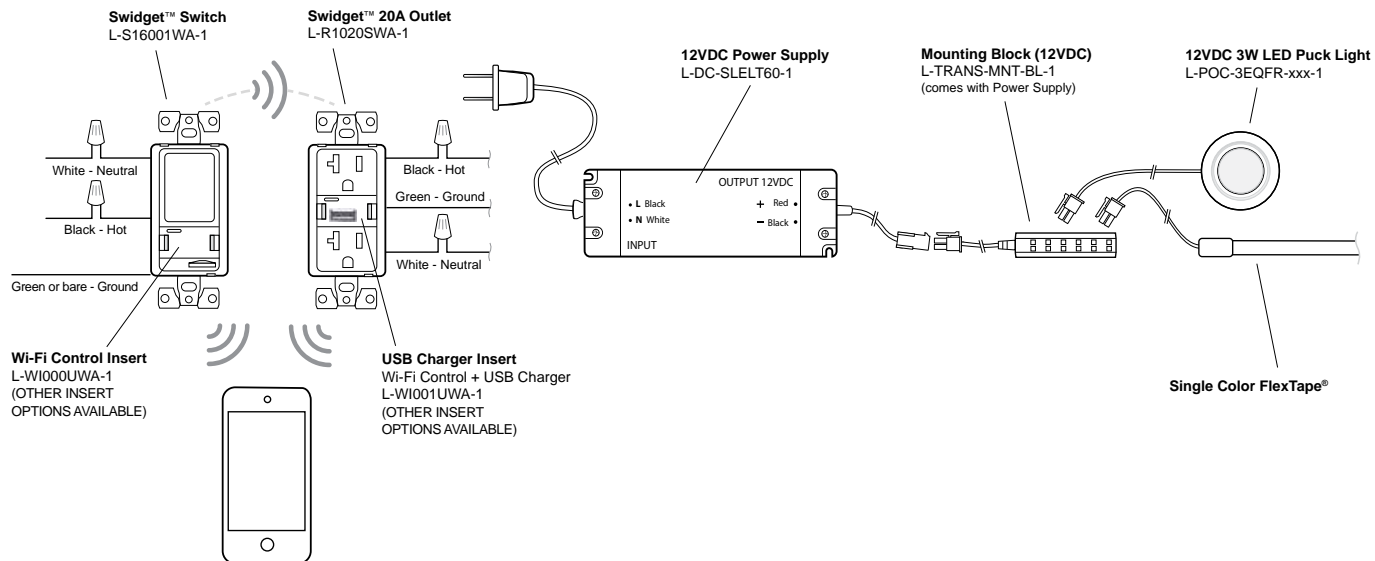 Swidget™ Switch
L-S16001WA-1
Swidget™ 20A Outlet
L-R1020SWA-1
12VDC Power Supply
L-DC-SLELT60-1
Mounting Block (12VDC)
L-TRANS-MNT-BL-1
(comes with Power Supply)
12VDC 3W LED Puck Light
L-POC-3EQFR-xxx-1
White - Neutral
Black - Hot
Green or bare - Ground
Black - Hot
Green - Ground
White - Neutral
OUTPUT 12VDC
• L Black
• N White
INPUT
+ Red •
− Black •
Wi-Fi Control Insert
L-WI000UWA-1
(OTHER INSERT
OPTIONS AVAILABLE)
USB Charger Insert
Wi-Fi Control + USB Charger
L-WI001UWA-1
(OTHER INSERT
OPTIONS AVAILABLE)
Single Color FlexTape®